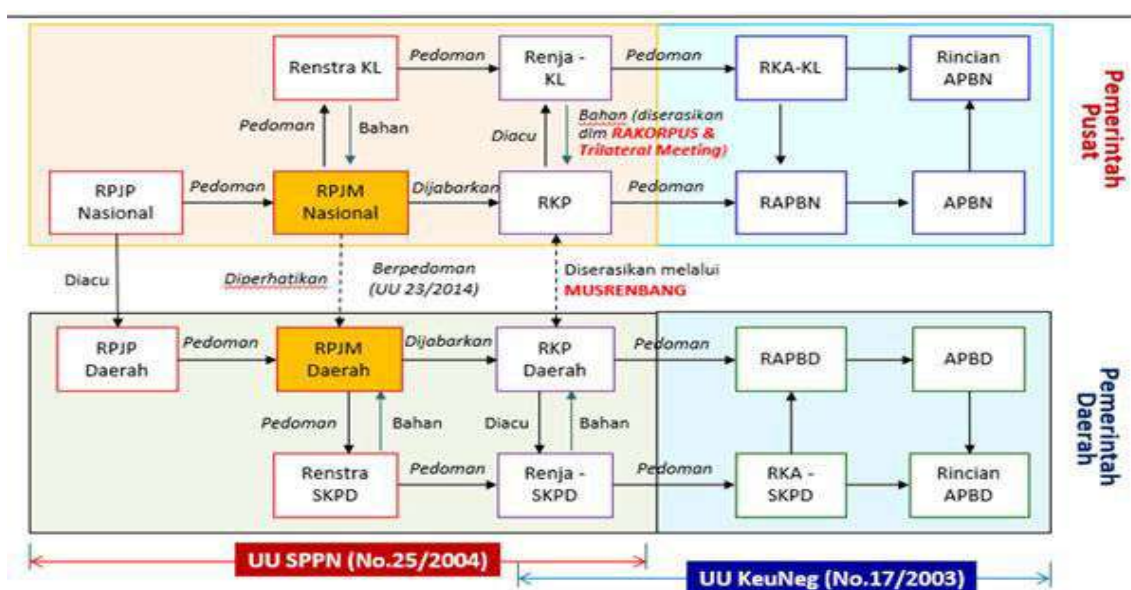 Renstra KL
Pedoman
Renja -
KL
Pedoman
RKA-KL
Rincian
APBN
Pemerintah
Pusat
Pedoman
Bahan
Diacu
Bahan (diserasikan
dlm RAKORPUS &
Trilateral Meeting)
RPJP
Nasional
Pedoman
RPJM
Nasional
Dijabarkan
RKP
Pedoman
RAPBN
APBN
Diacu
Diperhatikan
Berpedoman
(UU 23/2014)
Diserasikan melalui
MUSRENBANG
RPJP
Daerah
Pedoman
RPJM
Daerah
Dijabarkan
RKP
Daerah
Pedoman
RAPBD
APBD
Pemerintah
Daerah
Pedoman
Bahan
Diacu
Bahan
Renstra
SKPD
Pedoman
Renja -
SKPD
Pedoman
RKA -
SKPD
Rincian
APBD
UU SPPN (No.25/2004)
UU KeuNeg (No.17/2003)